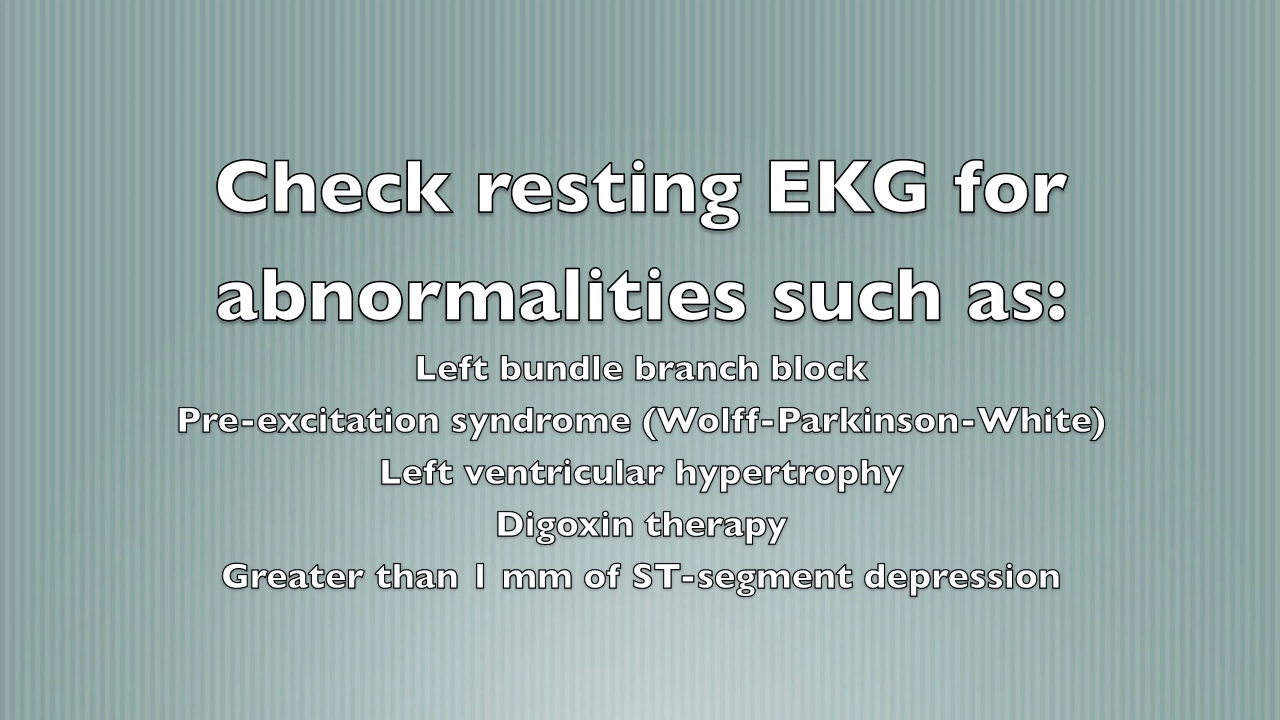 Check resting EKG for
abnormalities such as:
Left bundle branch block
Pre-excitation syndrome (Wolff-Parkinson-White)
Left ventricular hypertrophy
Digoxin therapy
Greater than 1 mm of ST-segment depression